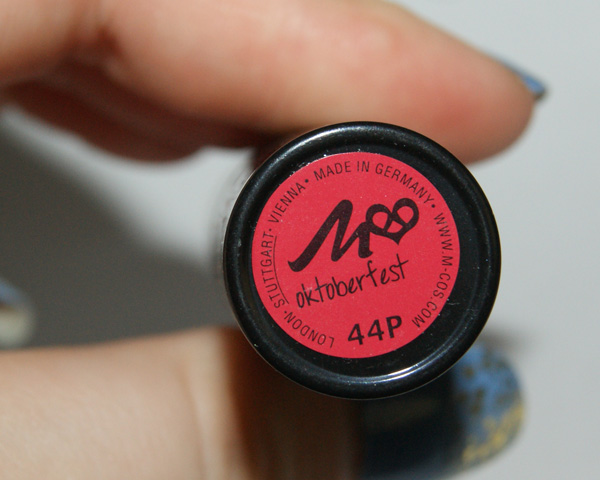 LONDON · STUTTGART · VIENNA · MADE IN GERMANY · WWW.M-COS.COM
M
oktoberfest
44P